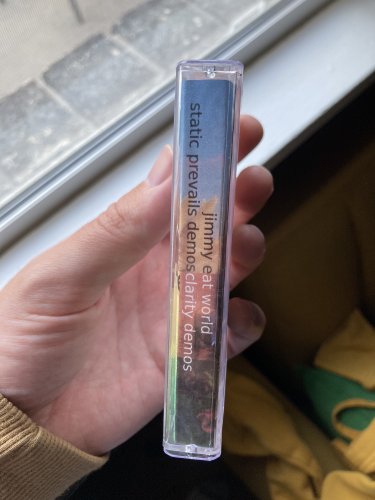 jimmy eat world
static prevails demos
clarity demos